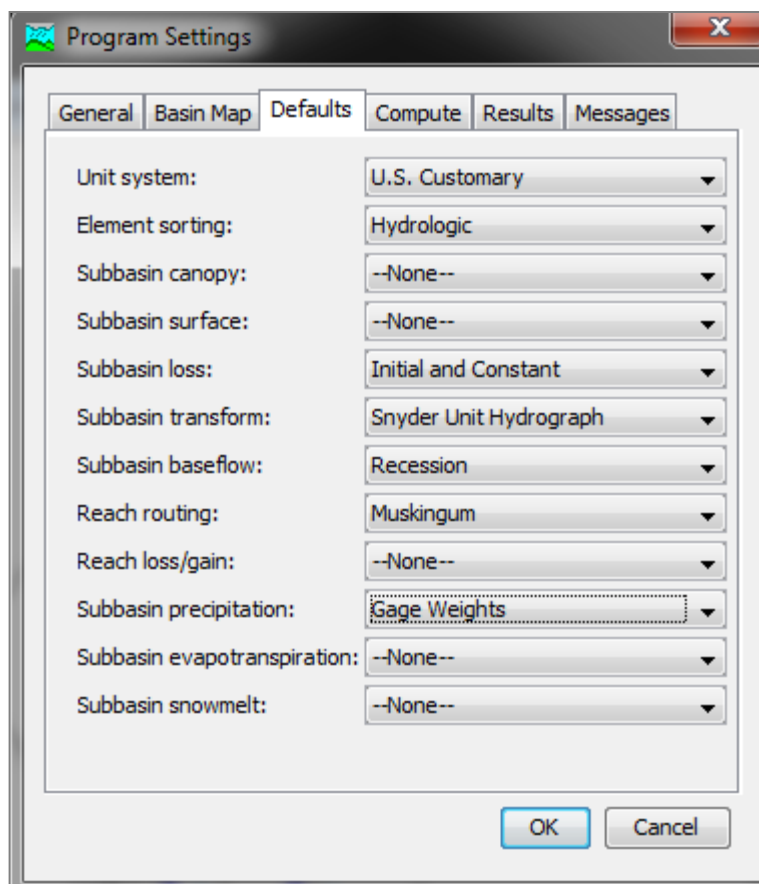 Program Settings
General Basin Map Defaults Compute Results Messages
Unit system: U.S. Customary
Element sorting: Hydrologic
Subbasin canopy: --None--
Subbasin surface: --None--
Subbasin loss: Initial and Constant
Subbasin transform: Snyder Unit Hydrograph
Subbasin baseflow: Recession
Reach routing: Muskingum
Reach loss/gain: --None--
Subbasin precipitation: Gage Weights
Subbasin evapotranspiration: --None--
Subbasin snowmelt: --None--
OK Cancel